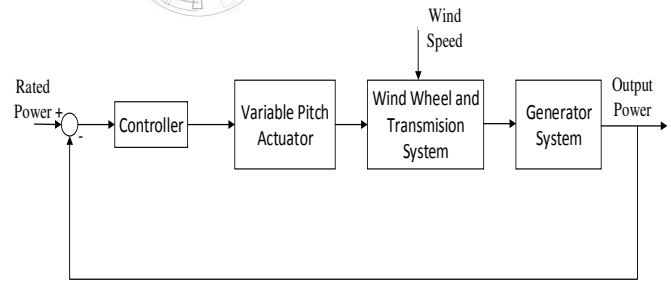 Wind
Speed
Rated
Power +
-
Controller
Variable Pitch
Actuator
Wind Wheel and
Transmision
System
Generator
System
Output
Power